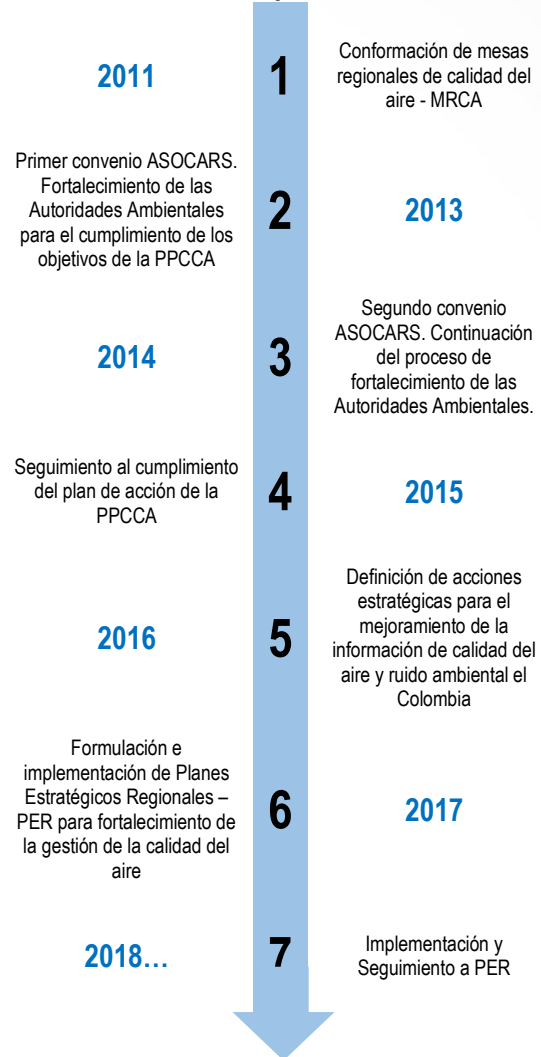 2011
1
Conformación de mesas
regionales de calidad del
aire - MRCA
Primer convenio ASOCARS.
Fortalecimiento de las
Autoridades Ambientales
para el cumplimiento de los
objetivos de la PPCCA
2
2013
2014
3
Segundo convenio
ASOCARS. Continuación
del proceso de
fortalecimiento de las
Autoridades Ambientales.
Seguimiento al cumplimiento
del plan de acción de la
PPCCA
4
2015
2016
5
Definición de acciones
estratégicas para el
mejoramiento de la
información de calidad del
aire y ruido ambiental el
Colombia
Formulación e
implementación de Planes
Estratégicos Regionales –
PER para fortalecimiento de
la gestión de la calidad del
aire
6
2017
2018…
7
Implementación y
Seguimiento a PER